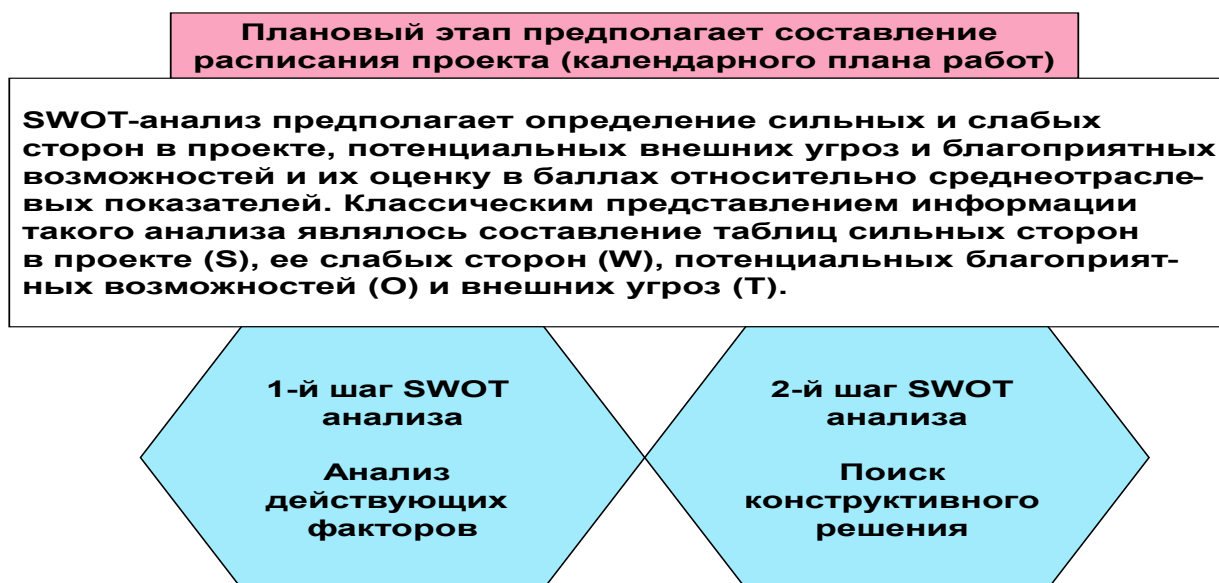 Плановый этап предполагает составление
расписания проекта (календарного плана работ)
SWOT-анализ предполагает определение сильных и слабых
сторон в проекте, потенциальных внешних угроз и благоприятных
возможностей и их оценку в баллах относительно среднеотрасле-
вых показателей. Классическим представлением информации
такого анализа являлось составление таблиц сильных сторон
в проекте (S), ее слабых сторон (W), потенциальных благоприят-
ных возможностей (О) и внешних угроз (Т).
1-й шаг SWOT
анализа
Анализ
действующих
факторов
2-й шаг SWOT
анализа
Поиск
конструктивного
решения